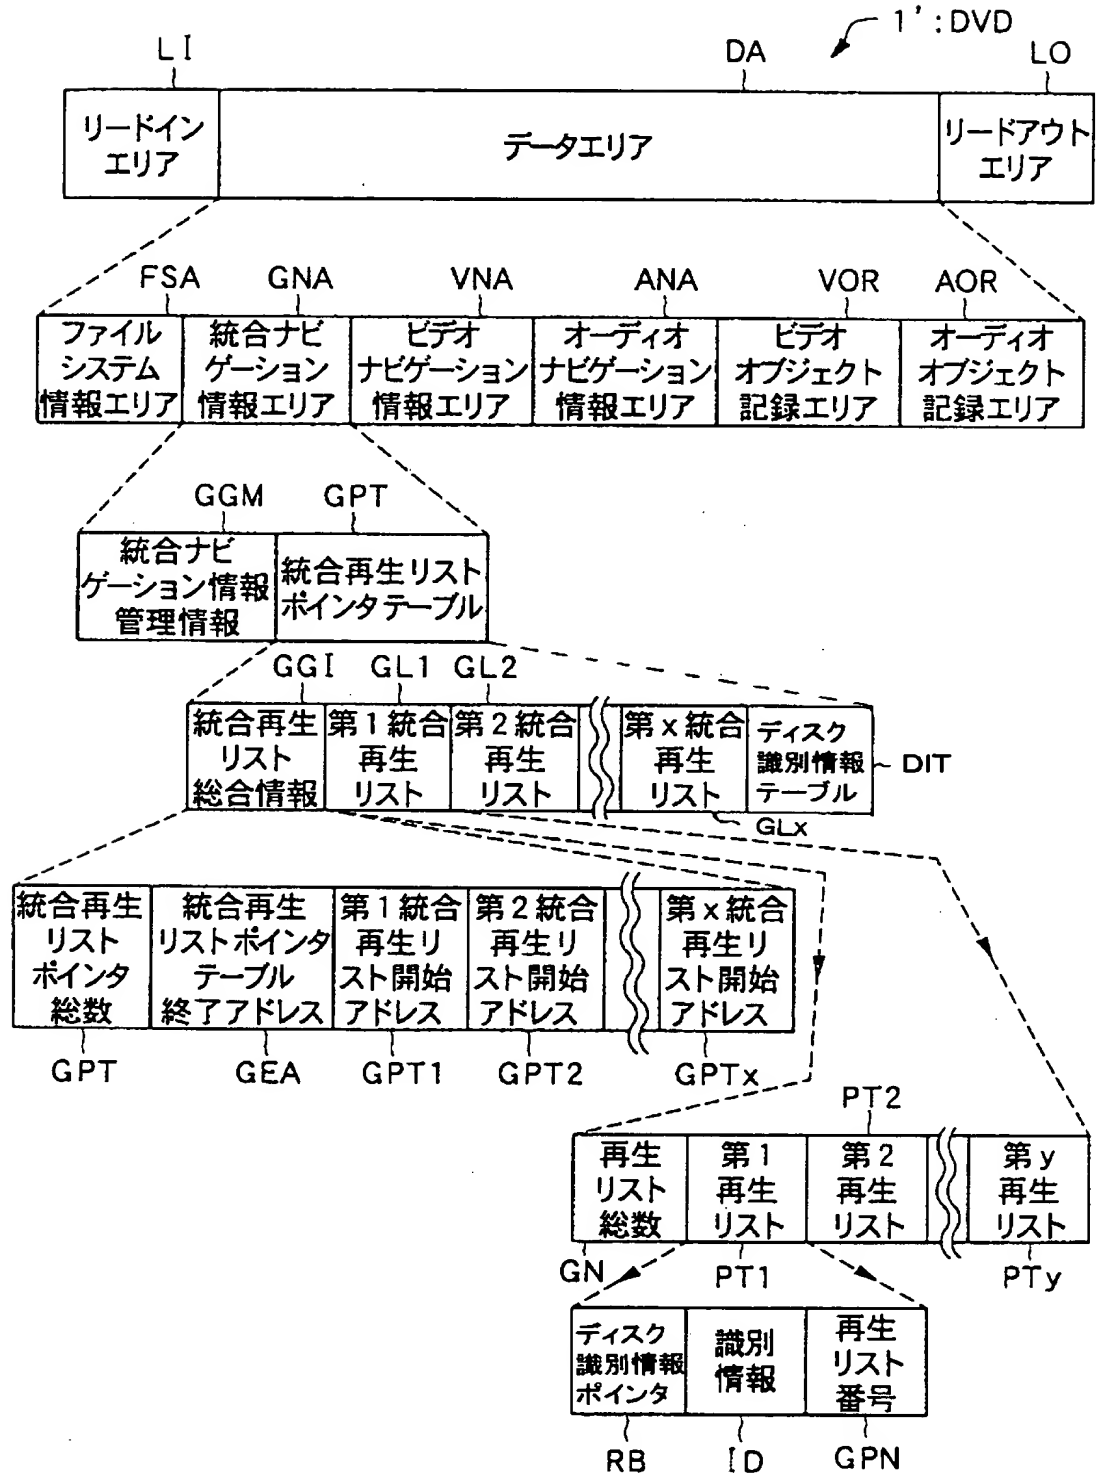 1':DVD
LI
DA
LO
リードイン
エリア
データエリア
リードアウト
エリア
FSA
GNA
VNA
ANA
VOR
AOR
ファイル
システム
情報エリア
統合ナビ
ゲーション
情報エリア
ビデオ
ナビゲーション
情報エリア
オーディオ
ナビゲーション
情報エリア
ビデオ
オブジェクト
記録エリア
オーディオ
オブジェクト
記録エリア
GGM
GPT
統合ナビ
ゲーション情報
管理情報
統合再生リスト
ポインタテーブル
GGI
GL1
GL2
統合再生
リスト
総合情報
第1統合
再生
リスト
第2統合
再生
リスト
第x統合
再生
リスト
ディスク
識別情報
テーブル
DIT
GLx
統合再生
リスト
ポインタ
総数
統合再生
リストポインタ
テーブル
終了アドレス
第1統合
再生リ
スト開始
アドレス
第2統合
再生リ
スト開始
アドレス
第x統合
再生リ
スト開始
アドレス
GPT
GEA
GPT1
GPT2
GPTx
PT2
再生
リスト
総数
第1
再生
リスト
第2
再生
リスト
第y
再生
リスト
GN
PT1
PTy
ディスク
識別情報
ポインタ
識別
情報
再生
リスト
番号
RB
ID
GPN